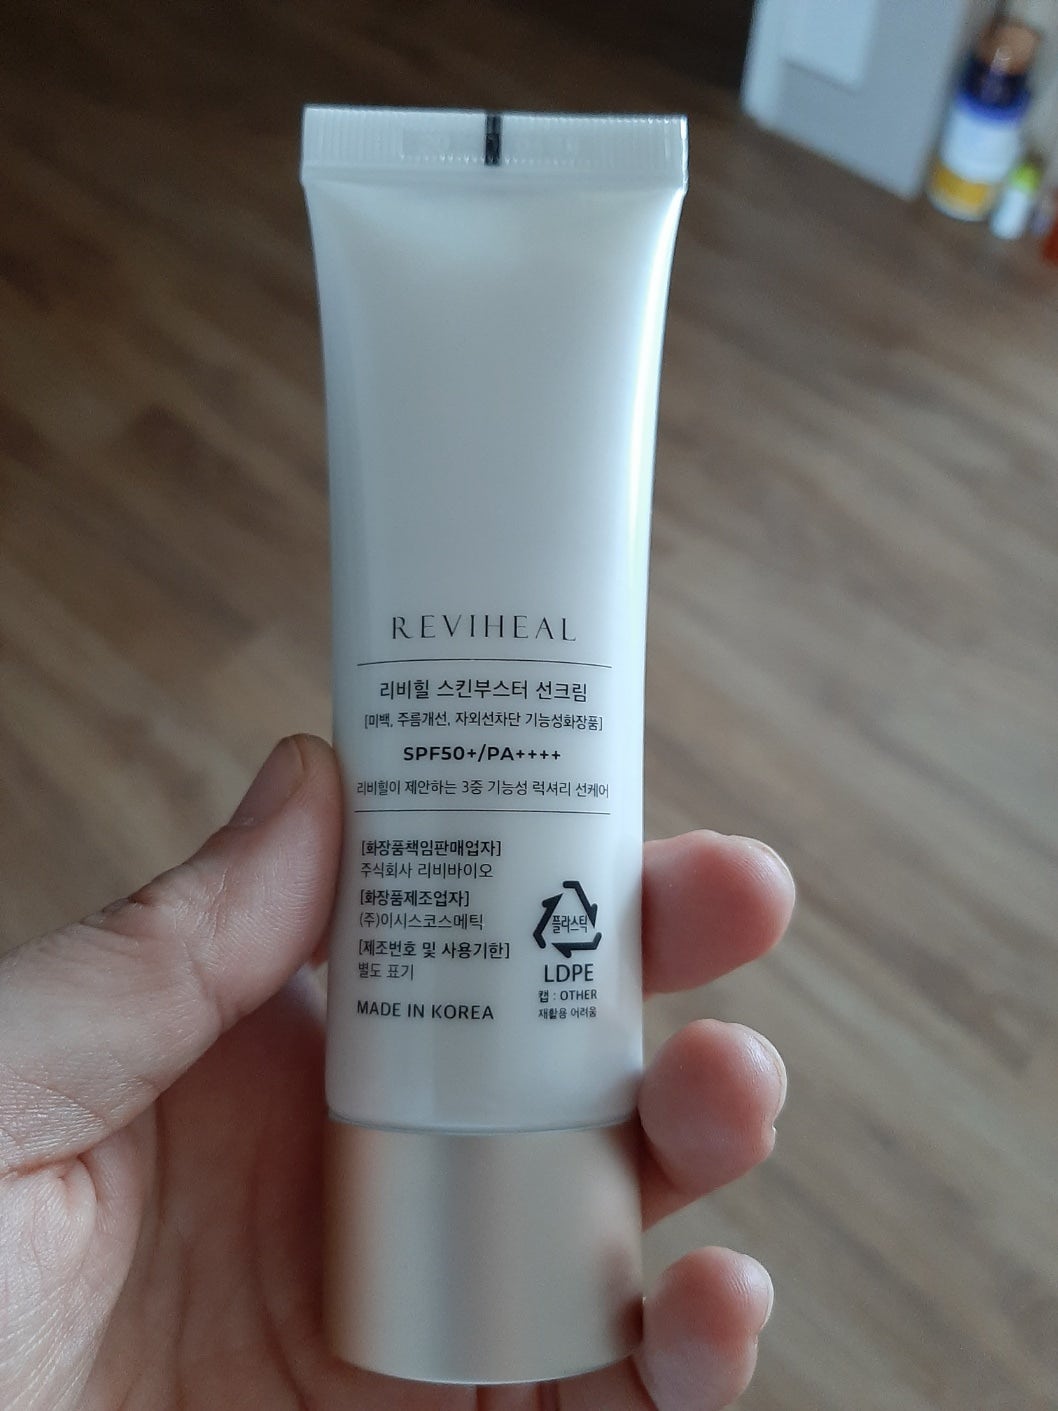 REVIHEAL
리비힐 스킨부스터 선크림
[미백, 주름개선, 자외선차단 기능성화장품]
SPF50+/PA++++
리비힐이 제안하는 3중 기능성 럭셔리 선케어
[화장품책임판매업자]
주식회사 리비바이오
[화장품제조업자]
(주)이시스코스메틱
[제조번호 및 사용기한]
별도 표기
MADE IN KOREA
플라스틱
LDPE
캡 : OTHER
재활용 어려움